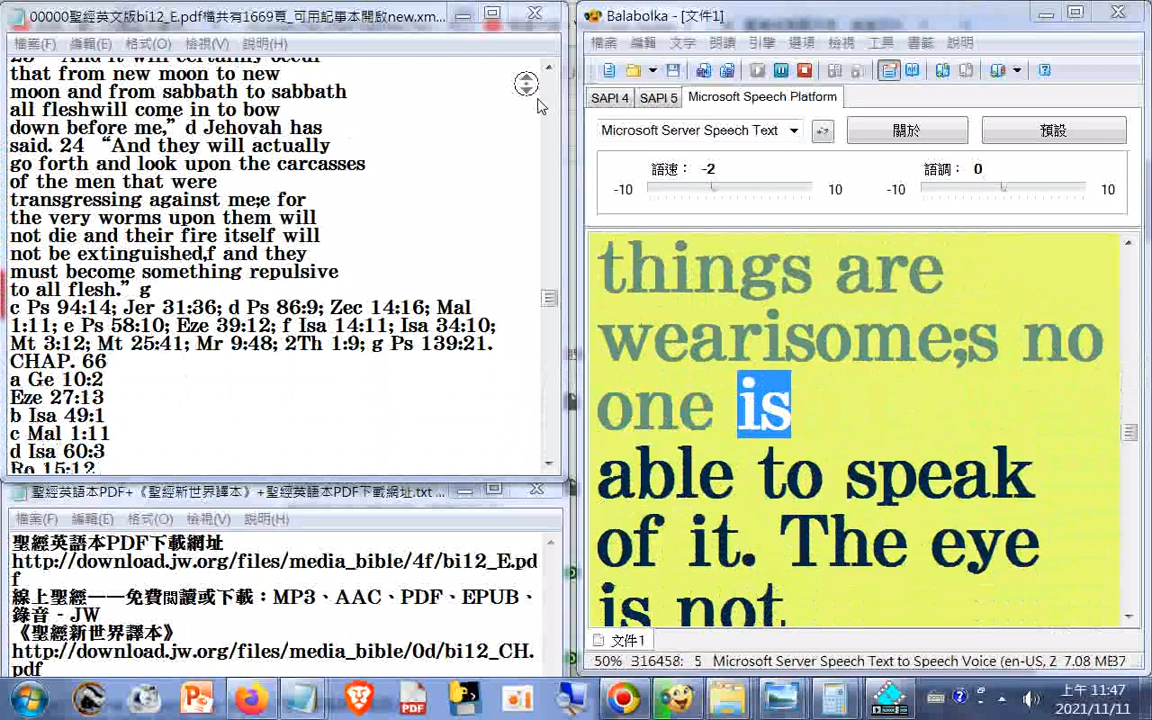 00000聖經英文版bi12_E.pdf檔共有1669頁_可用記事本開啟new.xm...
檔案(F) 編輯(E) 格式(O) 檢視(V) 說明(H)
23 “And it will certainly occur
that from new moon to new
moon and from sabbath to sabbath
all fleshwill come in to bow
down before me,” d Jehovah has
said. 24 “And they will actually
go forth and look upon the carcasses
of the men that were
transgressing against me;e for
the very worms upon them will
not die and their fire itself will
not be extinguished,f and they
must become something repulsive
to all flesh.” g
c Ps 94:14; Jer 31:36; d Ps 86:9; Zec 14:16; Mal
1:11; e Ps 58:10; Eze 39:12; f Isa 14:11; Isa 34:10;
Mt 3:12; Mt 25:41; Mr 9:48; 2Th 1:9; g Ps 139:21.
CHAP. 66
a Ge 10:2
Eze 27:13
b Isa 49:1
c Mal 1:11
d Isa 60:3
Ro 15:12
聖經英語本PDF+《聖經新世界譯本》+聖經英語本PDF下載網址.txt ...
檔案(F) 編輯(E) 格式(O) 檢視(V) 說明(H)
聖經英語本PDF下載網址
http://download.jw.org/files/media_bible/4f/bi12_E.pd
f
線上聖經——免費閱讀或下載：MP3、AAC、PDF、EPUB、
錄音 - JW
《聖經新世界譯本》
http://download.jw.org/files/media_bible/0d/bi12_CH.
pdf
Balabolka - [文件1]
檔案 編輯 文字 朗讀 引擎 選項 檢視 工具 書籤 說明
SAPI 4 SAPI 5 Microsoft Speech Platform
Microsoft Server Speech Text 關於 預設
語速： -2 語調： 0
-10 10 -10 10
things are
wearisome;s no
one is
able to speak
of it. The eye
is not
文件1
50% 316458: 5 Microsoft Server Speech Text to Speech Voice (en-US, Z 7.08 MB37
上午 11:47
2021/11/11